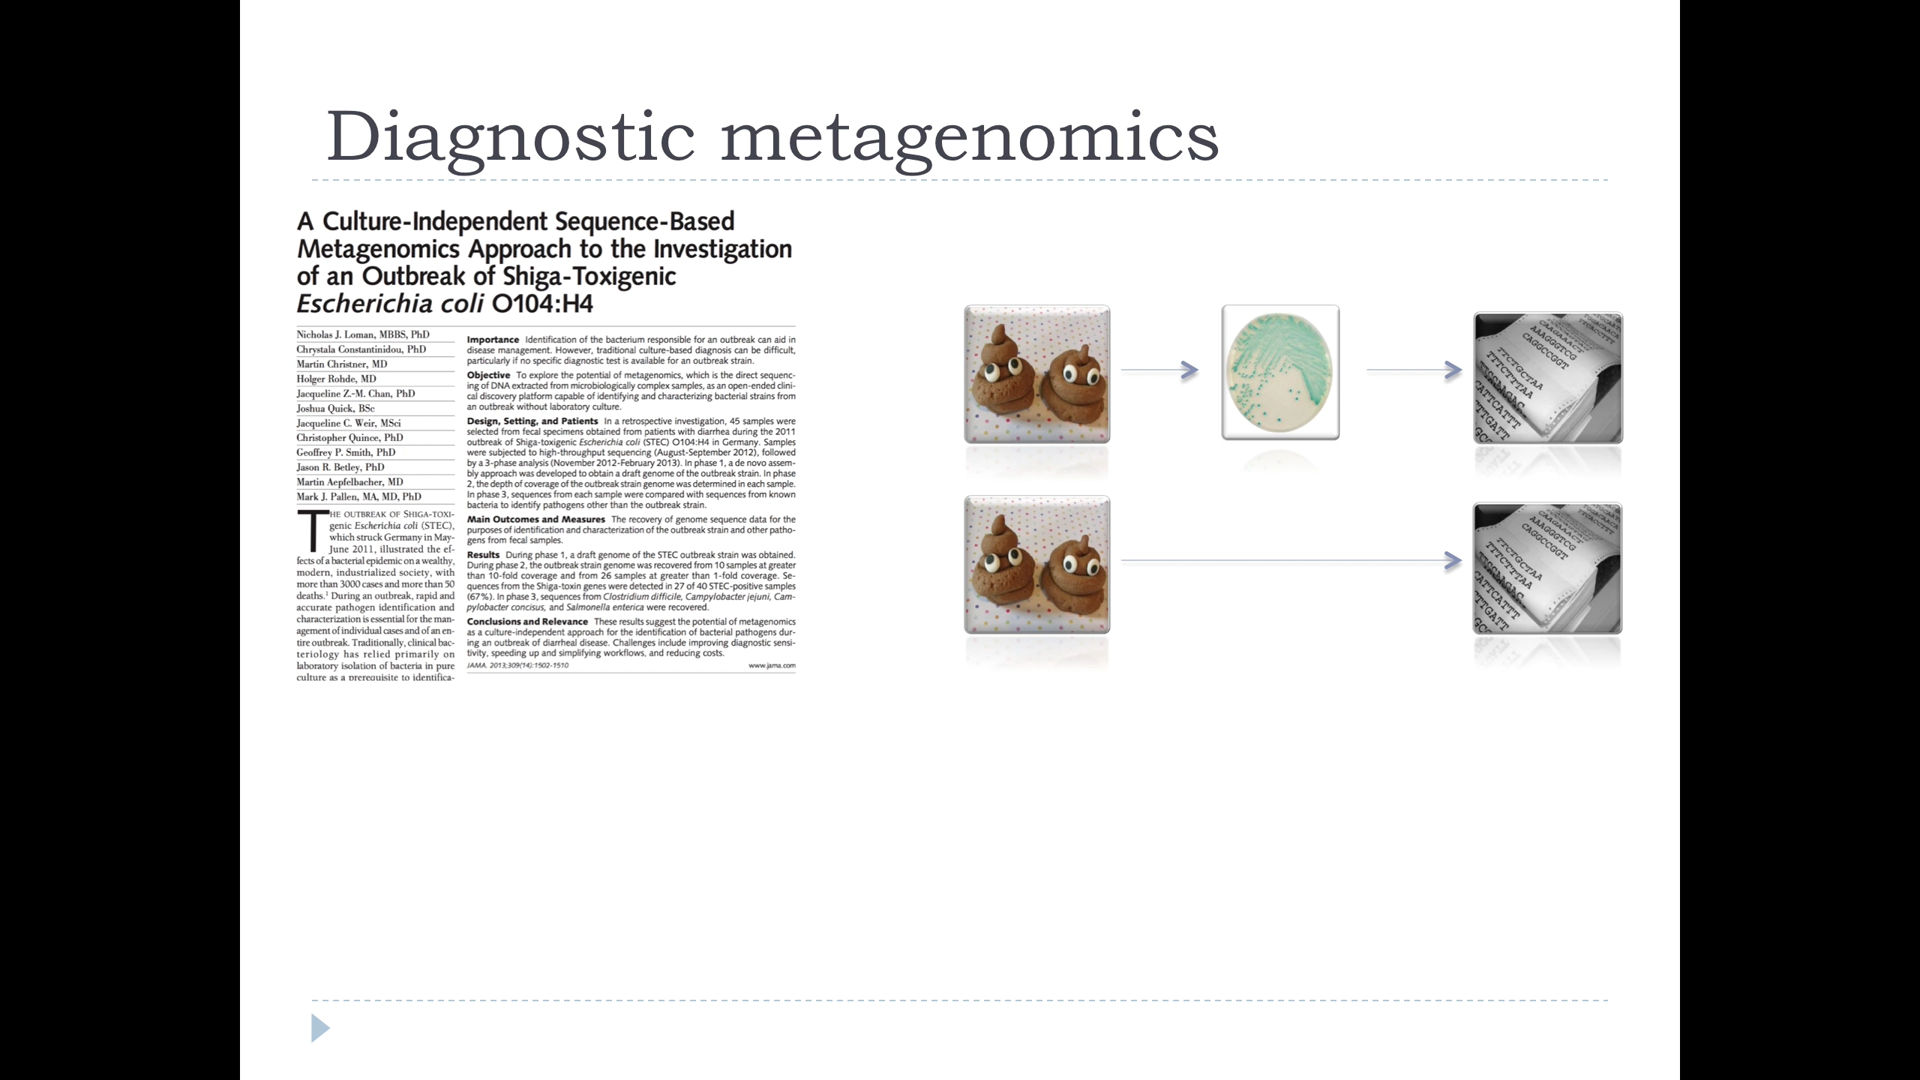 Diagnostic metagenomics
A Culture-Independent Sequence-Based
Metagenomics Approach to the Investigation
of an Outbreak of Shiga-Toxigenic
Escherichia coli O104:H4
Nicholas J. Loman, MBBS, PhD
Chrystala Constantinidou, PhD
Martin Christner, MD
Holger Rohde, MD
Jacqueline Z.-M. Chan, PhD
Joshua Quick, BSc
Jacqueline C. Weir, MSci
Christopher Quince, PhD
Geoffrey P. Smith, PhD
Jason R. Betley, PhD
Martin Aepfelbacher, MD
Mark J. Pallen, MA, MD, PhD
THE OUTBREAK OF SHIGA-TOXI-
genic Escherichia coli (STEC),
which struck Germany in May-
June 2011, illustrated the ef-
fects of a bacterial epidemic on a wealthy,
modern, industrialized society, with
more than 3000 cases and more than 50
deaths.1 During an outbreak, rapid and
accurate pathogen identification and
characterization is essential for the man-
agement of individual cases and of an en-
tire outbreak. Traditionally, clinical bac-
teriology has relied primarily on
laboratory isolation of bacteria in pure
culture as a prerequisite to identifica-
Importance Identification of the bacterium responsible for an outbreak can aid in
disease management. However, traditional culture-based diagnosis can be difficult,
particularly if no specific diagnostic test is available for an outbreak strain.
Objective To explore the potential of metagenomics, which is the direct sequenc-
ing of DNA extracted from microbiologically complex samples, as an open-ended clini-
cal discovery platform capable of identifying and characterizing bacterial strains from
an outbreak without laboratory culture.
Design, Setting, and Patients In a retrospective investigation, 45 samples were
selected from fecal specimens obtained from patients with diarrhea during the 2011
outbreak of Shiga-toxigenic Escherichia coli (STEC) O104:H4 in Germany. Samples
were subjected to high-throughput sequencing (August-September 2012), followed
by a 3-phase analysis (November 2012-February 2013). In phase 1, a de novo assem-
bly approach was developed to obtain a draft genome of the outbreak strain. In phase
2, the depth of coverage of the outbreak strain genome was determined in each sample.
In phase 3, sequences from each sample were compared with sequences from known
bacteria to identify pathogens other than the outbreak strain.
Main Outcomes and Measures The recovery of genome sequence data for the
purposes of identification and characterization of the outbreak strain and other patho-
gens from fecal samples.
Results During phase 1, a draft genome of the STEC outbreak strain was obtained.
During phase 2, the outbreak strain genome was recovered from 10 samples at greater
than 10-fold coverage and from 26 samples at greater than 1-fold coverage. Se-
quences from the Shiga-toxin genes were detected in 27 of 40 STEC-positive samples
(67%). In phase 3, sequences from Clostridium difficile, Campylobacter jejuni, Cam-
pylobacter concisus, and Salmonella enterica were recovered.
Conclusions and Relevance These results suggest the potential of metagenomics
as a culture-independent approach for the identification of bacterial pathogens dur-
ing an outbreak of diarrheal disease. Challenges include improving diagnostic sensi-
tivity, speeding up and simplifying workflows, and reducing costs.
JAMA. 2013;309(14):1502-1510 www.jama.com
CAAGAAACT
AAAGGGTCG
CAGGCCGGT
TTCTGCTAA
TTTCTTTAA
CAAGAAACT
AAAGGGTCG
CAGGCCGGT
TTCTGCTAA